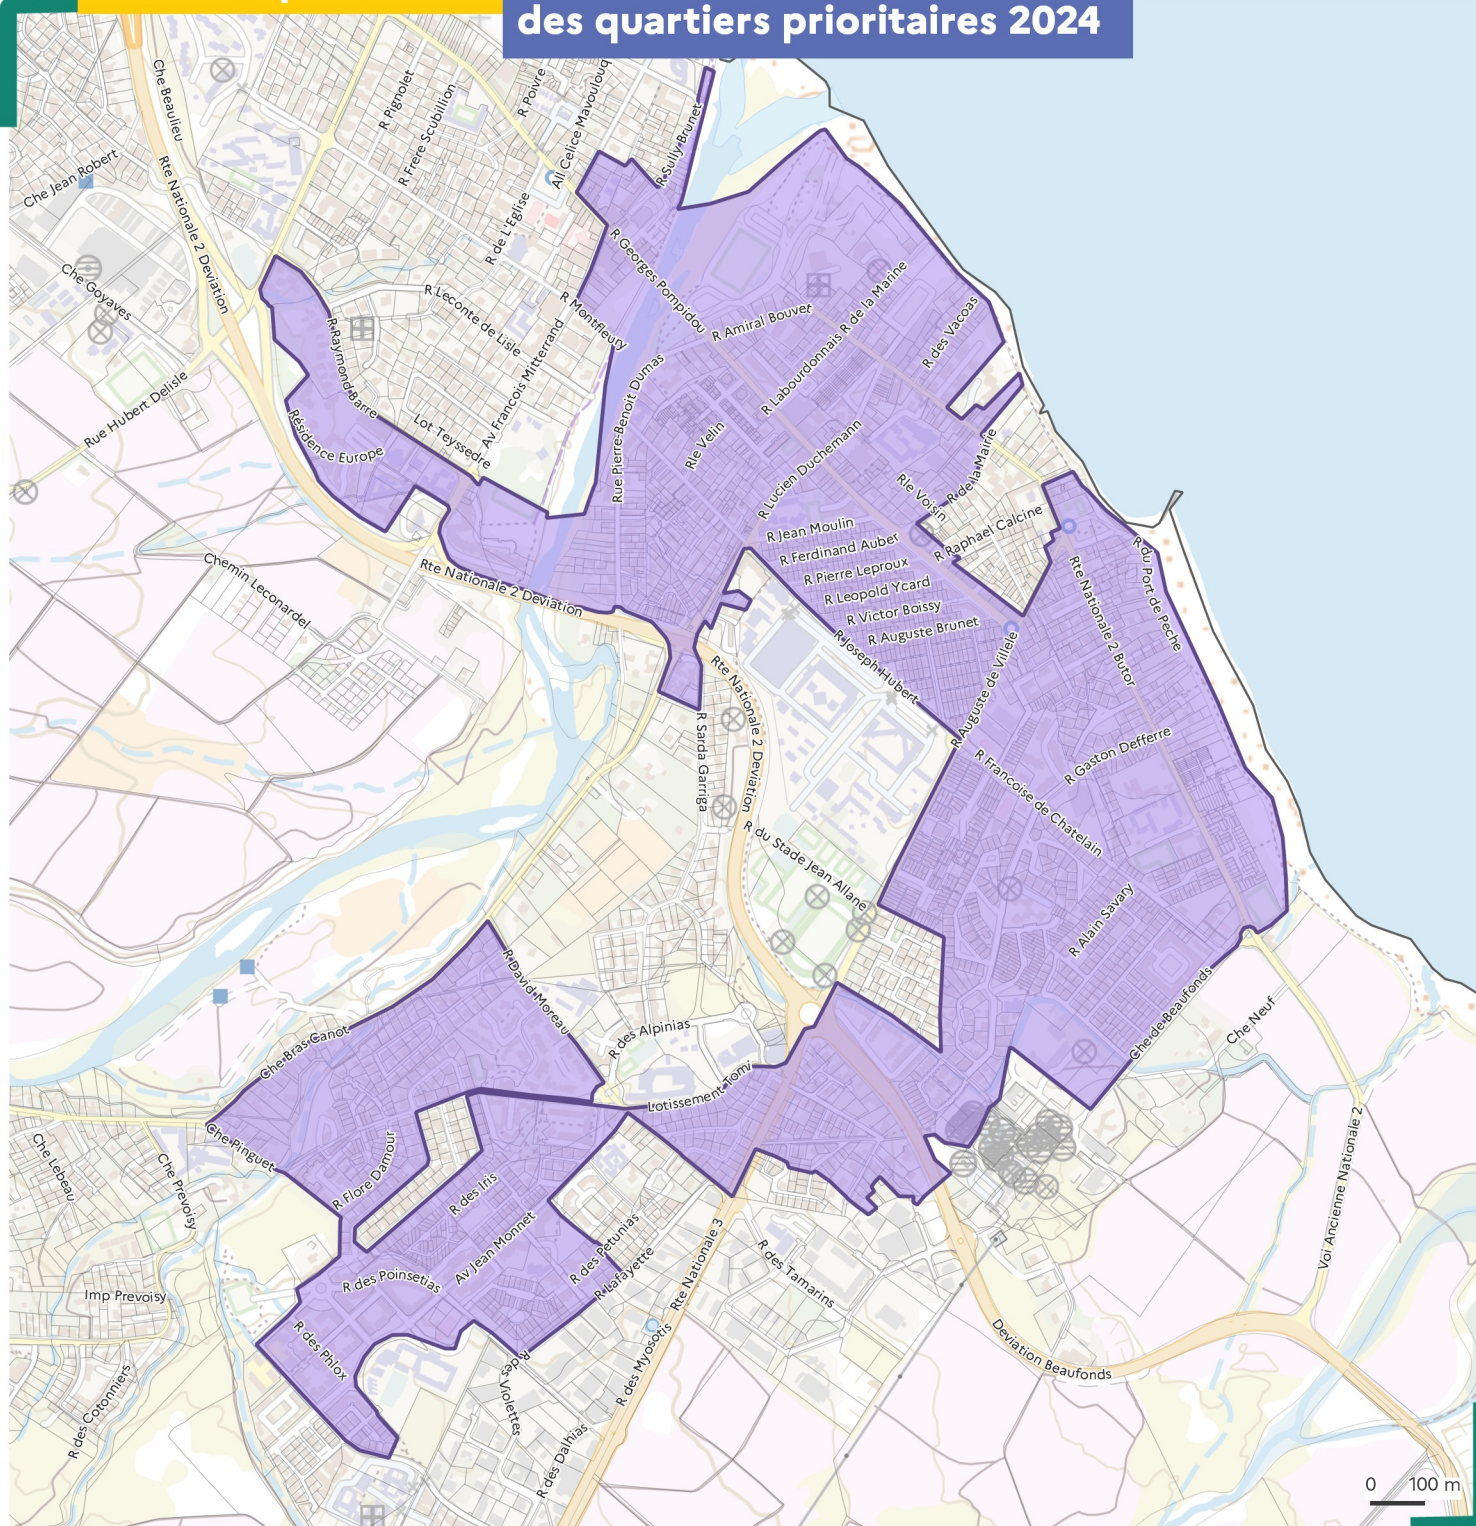 des quartiers prioritaires 2024
Che Beaulieu
R Pignolet
R Frere Scubillion
R Poivre
All Celice Mavoulouq
R Sully Brunet
Che Jean Robert
Rte Nationale 2 Deviation
R de L'Eglise
Che Goyaves
R Georges Pompidou
R Leconte de Lisle
R Montfleury
R Amiral Bouvet
R Labourdonnais
R de la Marine
R des Vacoas
R Raymond Barre
Av Francois Mitterrand
Rue Pierre-Benoit Dumas
Rue Hubert Delisle
Lot Teyssedre
Résidence Europe
Rle Velin
R Lucien Duchemann
R de la Mairie
Rle Voisin
R Raphael Calcine
R Jean Moulin
R Ferdinand Auber
R Pierre Leproux
R Leopold Ycard
R Victor Boissy
R Auguste Brunet
Rte Nationale 2 Butor
R du Port de Peche
Chemin Leconardel
Rte Nationale 2 Deviation
R Joseph Hubert
R Auguste de Villele
Rte Nationale 2 Deviation
R Sarda Garriga
R Gaston Defferre
R Francoise de Chatelain
R du Stade Jean Allane
R Alain Savary
R David Moreau
Che de Beaufonds
Che Neuf
Che Bras Canot
R des Alpinias
Lotissement Tomi
Che Pinguet
Che Lebeau
Che Prevoisy
R Flore Damour
R des Iris
Av Jean Monnet
R des Petunias
R Lafayette
R des Poinsetias
Rte Nationale 3
R des Tamarins
Voi Ancienne Nationale 2
Imp Prevoisy
R des Phlox
R des Myosotis
Deviation Beaufonds
R des Violettes
R des Cotonniers
R des Dalhias
0 100 m